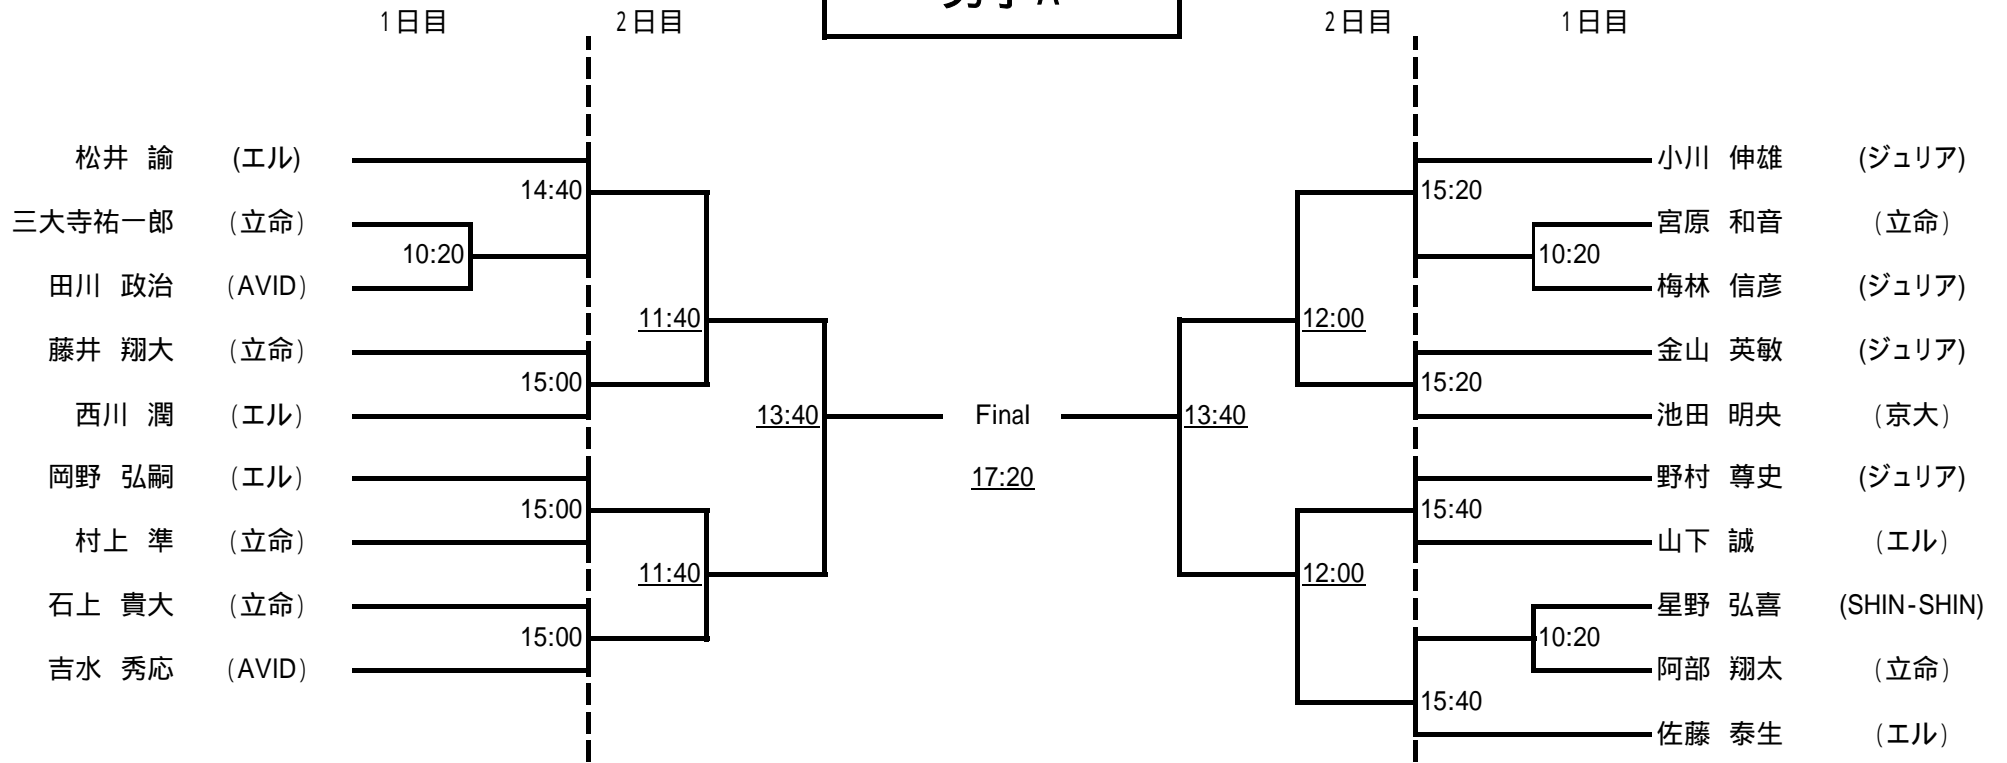 男子 A
1日目 2日目 2日目 1日目
松井 諭 (エル) 小川 伸雄 (ジュリア)
14:40 15:20
三大寺祐一郎 (立命) 宮原 和音 (立命)
10:20 10:20
田川 政治 (AVID) 梅林 信彦 (ジュリア)
11:40 12:00
藤井 翔大 (立命) 金山 英敏 (ジュリア)
15:00 15:20
西川 潤 (エル) 13:40 Final 13:40 池田 明央 (京大)
岡野 弘嗣 (エル) 17:20 野村 尊史 (ジュリア)
15:00 15:40
村上 準 (立命) 山下 誠 (エル)
11:40 12:00
石上 貴大 (立命) 星野 弘喜 (SHIN-SHIN)
15:00 10:20
吉水 秀応 (AVID) 阿部 翔太 (立命)
15:40
佐藤 泰生 (エル)